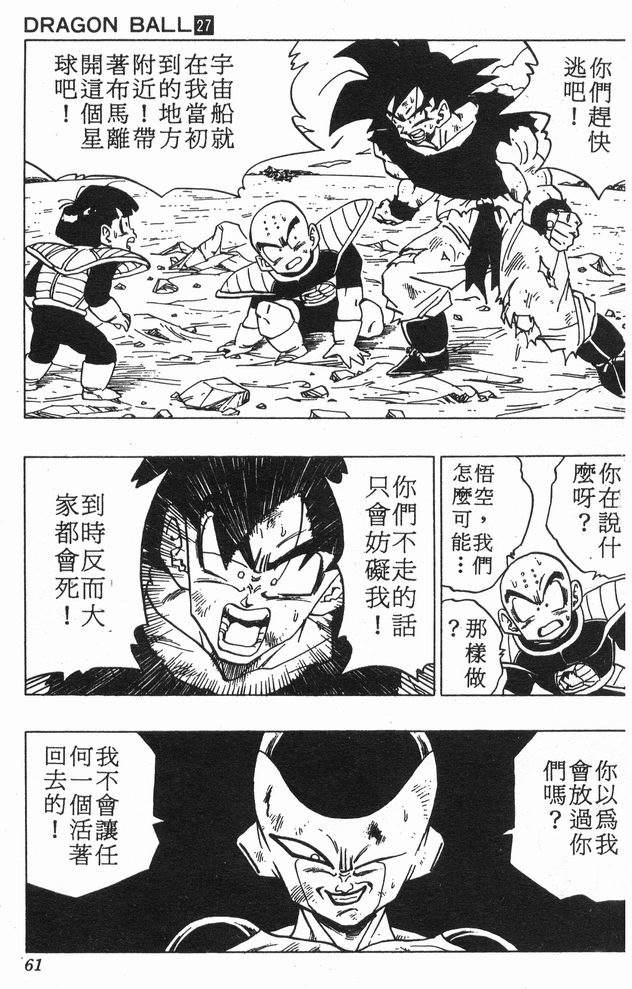 DRAGON BALL 27
你們趕快
逃吧！
宇宙船就
在我當初
到的地方
附近！帶
著布馬離
開這個星
球吧！
你在說什
麼呀？
悟空，我們
怎麼可能⋯
那樣做
？
你們不走的話
只會妨礙我！
到時反而大
家都會死！
你以爲我
會放過你
們嗎？
我不會讓任
何一個活著
回去的！
61